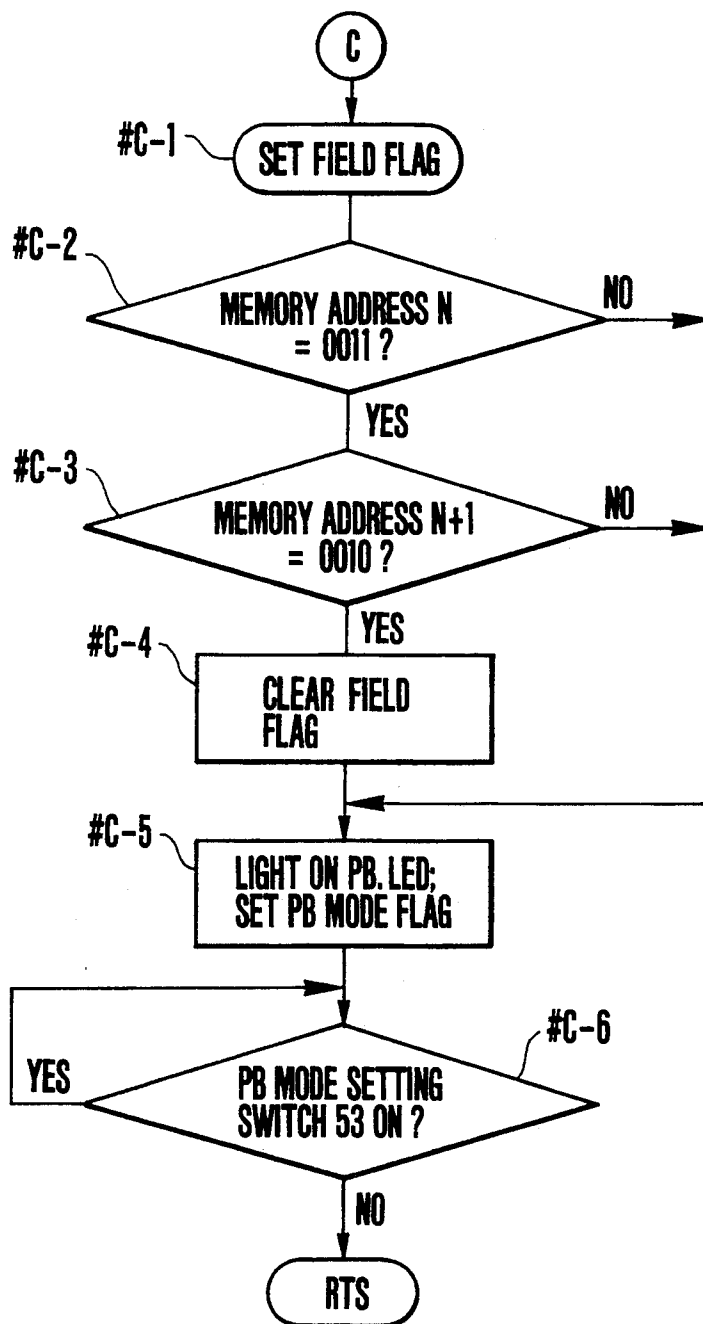 C
#C-1
SET FIELD FLAG
#C-2
MEMORY ADDRESS N
= 0011 ?
NO
YES
#C-3
MEMORY ADDRESS N+1
= 0010 ?
NO
YES
#C-4
CLEAR FIELD
FLAG
#C-5
LIGHT ON PB. LED;
SET PB MODE FLAG
#C-6
YES
PB MODE SETTING
SWITCH 53 ON ?
NO
RTS